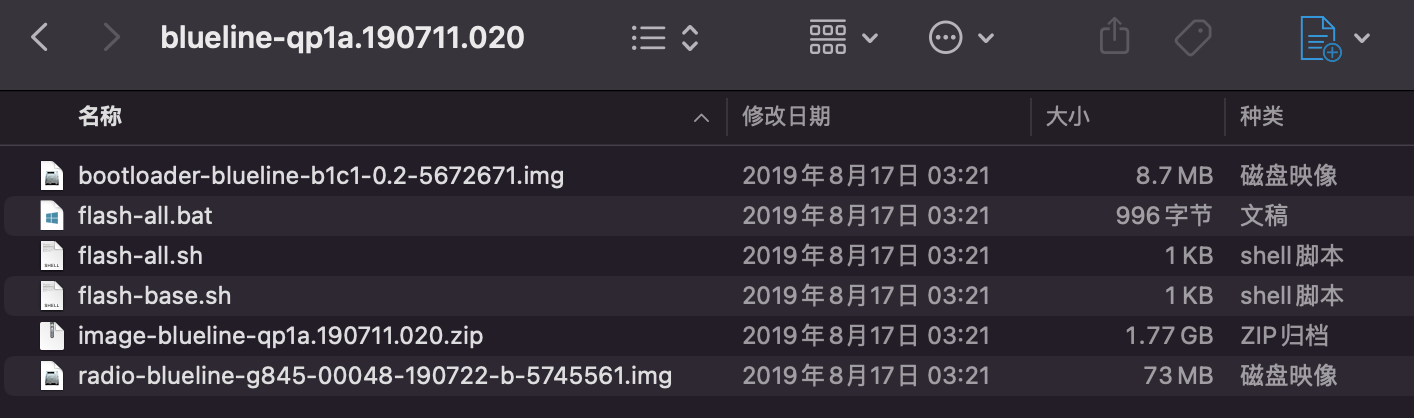 blueline-qp1a.190711.020
名称 修改日期 大小 种类
bootloader-blueline-b1c1-0.2-5672671.img 2019年8月17日 03:21 8.7 MB 磁盘映像
flash-all.bat 2019年8月17日 03:21 996字节 文稿
flash-all.sh 2019年8月17日 03:21 1 KB shell脚本
flash-base.sh 2019年8月17日 03:21 1 KB shell脚本
image-blueline-qp1a.190711.020.zip 2019年8月17日 03:21 1.77 GB ZIP归档
radio-blueline-g845-00048-190722-b-5745561.img 2019年8月17日 03:21 73 MB 磁盘映像